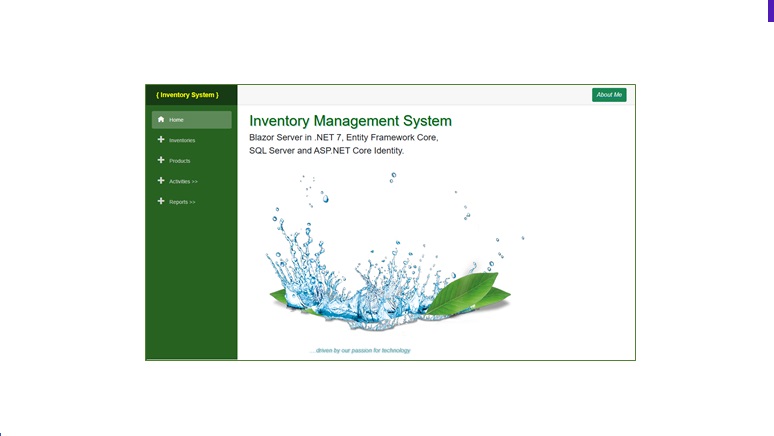 { Inventory System }
About Me
Home
Inventories
Products
Activities >>
Reports >>
Inventory Management System
Blazor Server in .NET 7, Entity Framework Core,
SQL Server and ASP.NET Core Identity.
...driven by our passion for technology